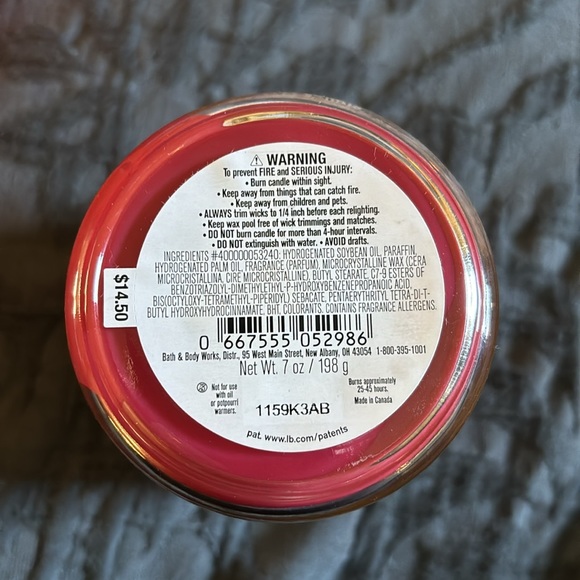 ⚠ WARNING
To prevent FIRE and SERIOUS INJURY:
• Burn candle within sight.
• Keep away from things that can catch fire.
• Keep away from children and pets.
• ALWAYS trim wicks to 1/4 inch before each relighting.
• Keep wax pool free of wick trimmings and matches.
• DO NOT burn candle for more than 4-hour intervals.
• DO NOT extinguish with water. • AVOID drafts.
INGREDIENTS #400000053240: HYDROGENATED SOYBEAN OIL, PARAFFIN,
HYDROGENATED PALM OIL, FRAGRANCE (PARFUM), MICROCRYSTALLINE WAX (CERA
MICROCRISTALLINA, CIRE MICROCRISTALLINE), BUTYL STEARATE, C7-9 ESTERS OF
BENZOTRIAZOLYL-DIMETHYLETHYL-P-HYDROXYBENZENEPROPANOIC ACID,
BIS(OCTYLOXY-TETRAMETHYL-PIPERIDYL) SEBACATE, PENTAERYTHRITYL TETRA-DI-T-
BUTYL HYDROXYHYDROCINNAMATE, BHT, COLORANTS. CONTAINS FRAGRANCE ALLERGENS.
$14.50
0 667555 052986
Bath & Body Works, Distr., 95 West Main Street, New Albany, OH 43054 1-800-395-1001
Net Wt. 7 oz / 198 g
Not for use
with oil
or
potpourri
warmers.
Burns approximately
25-45 hours.
Made in Canada
1159K3AB
pat. www.lb.com/patents